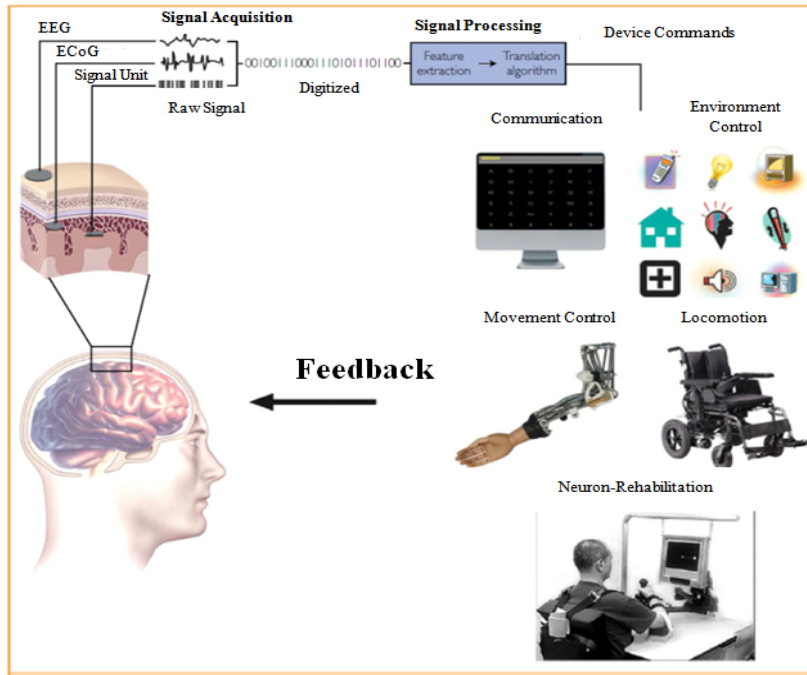 EEG
ECoG
Signal Unit
Signal Acquisition
Raw Signal
0010011100011101011101100
Digitized
Signal Processing
Feature
extraction
Translation
algorithm
Device Commands
Communication
Environment
Control
Movement Control
Locomotion
Feedback
Neuron-Rehabilitation